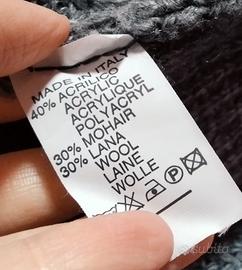 MADE IN ITALY
40% ACRILICO
ACRYLIC
ACRYLIQUE
POLYACRYL
30% MOHAIR
30% LANA
WOOL
LAINE
WOLLE
P
subito